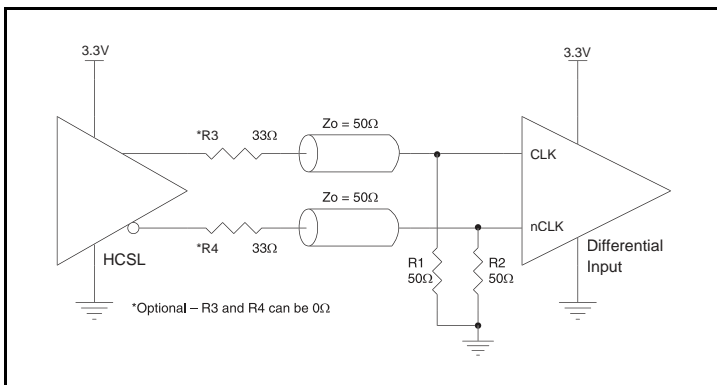 3.3V
3.3V
*R3 33Ω
Zo = 50Ω
CLK
Zo = 50Ω
nCLK
*R4 33Ω
HCSL
R1
50Ω
R2
50Ω
Differential
Input
*Optional – R3 and R4 can be 0Ω